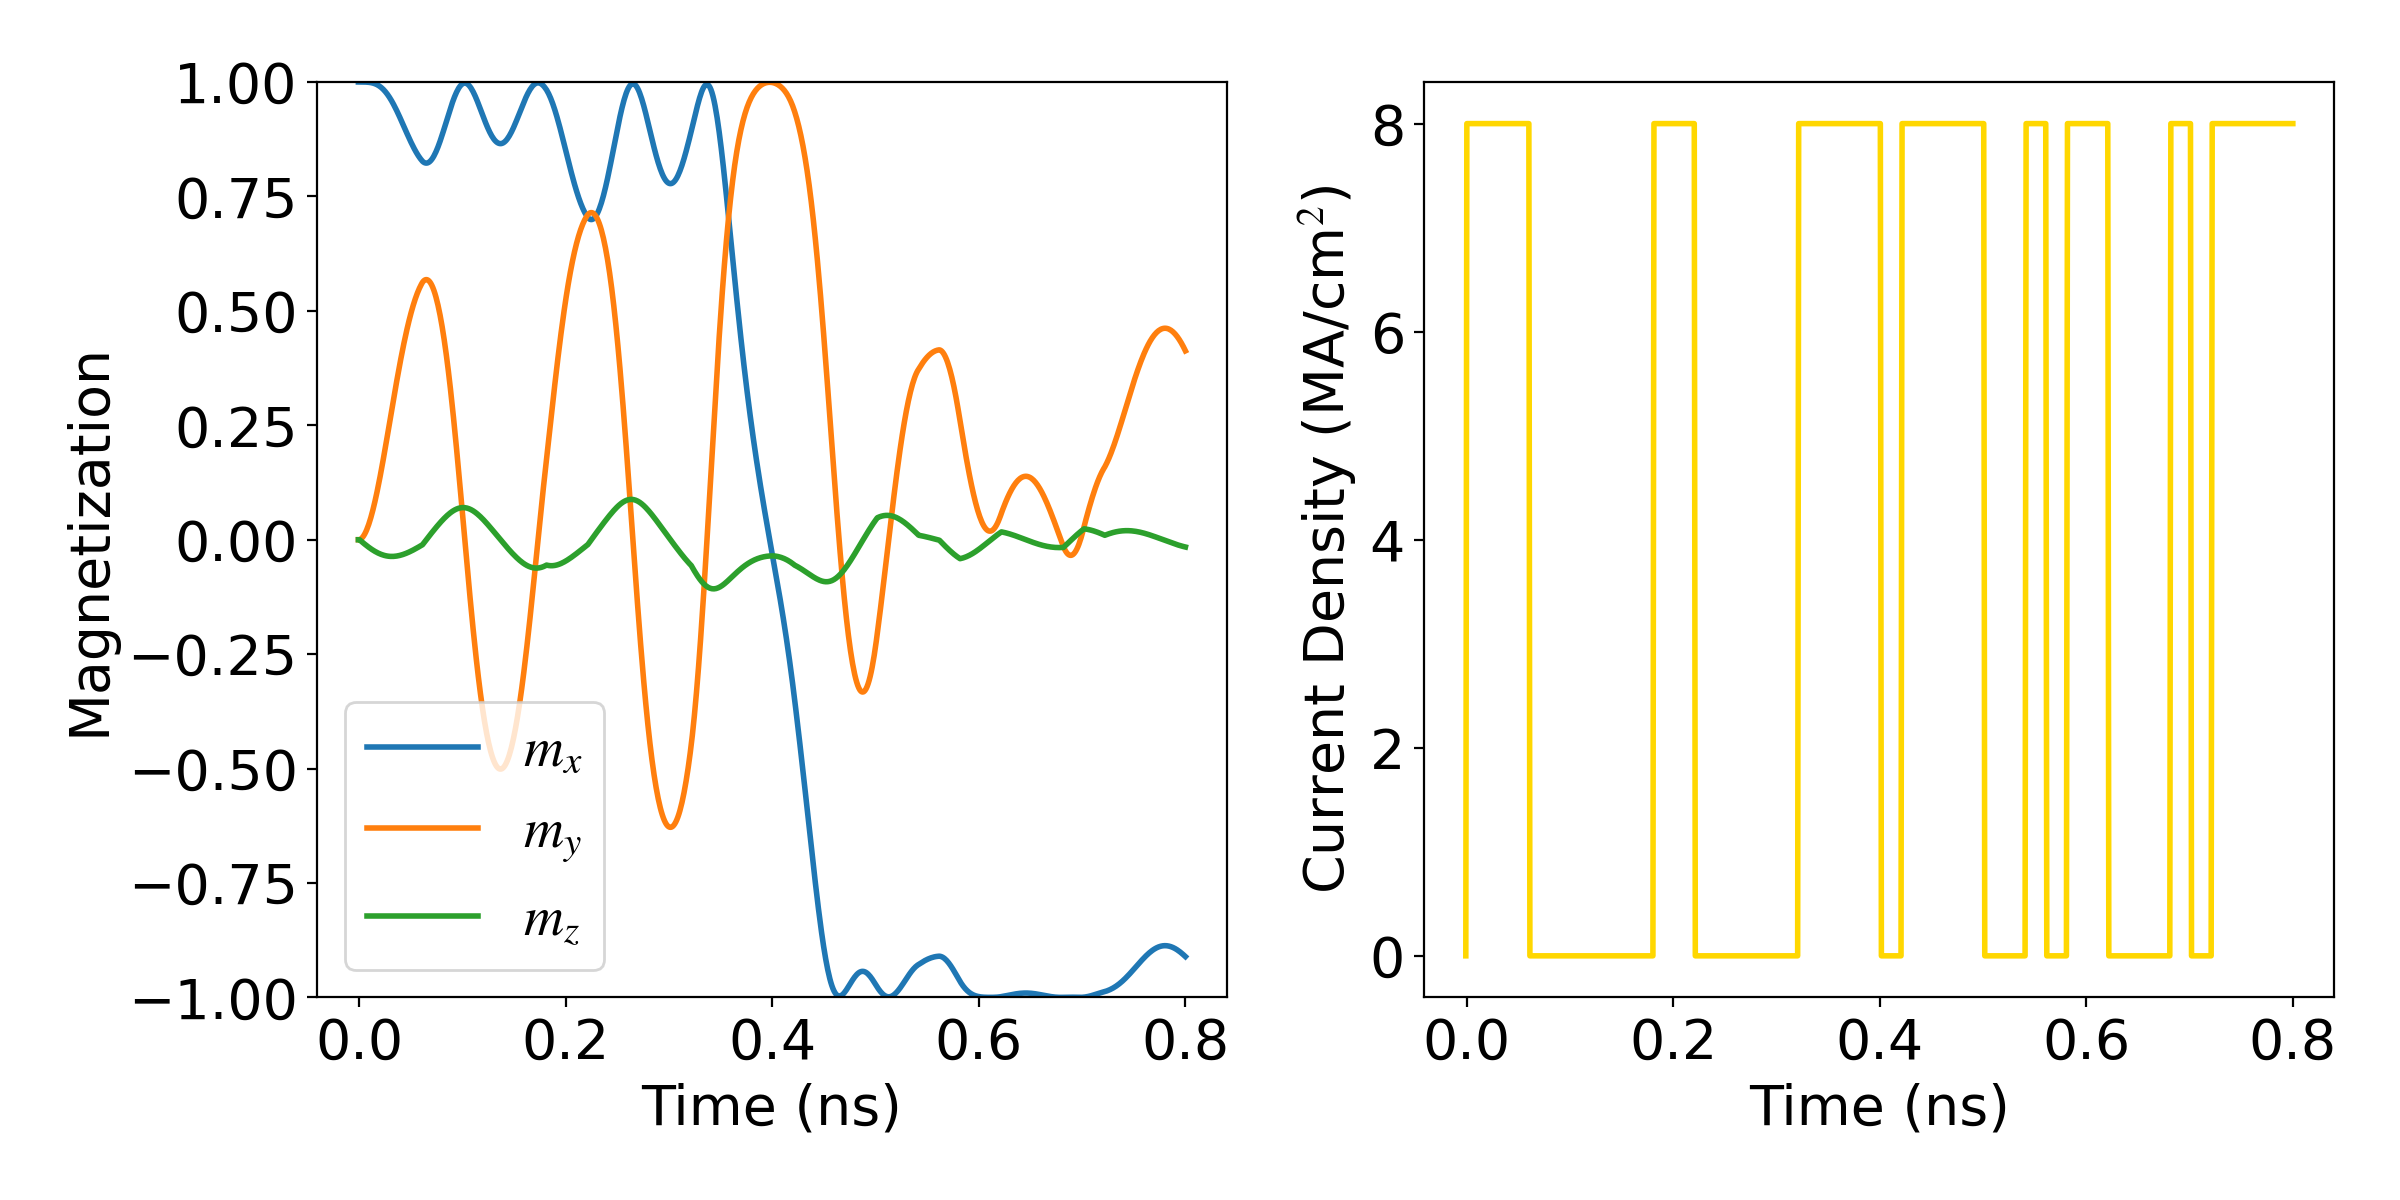 1.00
0.75
0.50
0.25
0.00
−0.25
−0.50
−0.75
−1.00
Magnetization
m_x
m_y
m_z
0.0 0.2 0.4 0.6 0.8
Time (ns)
8
6
4
2
0
Current Density (MA/cm²)
0.0 0.2 0.4 0.6 0.8
Time (ns)